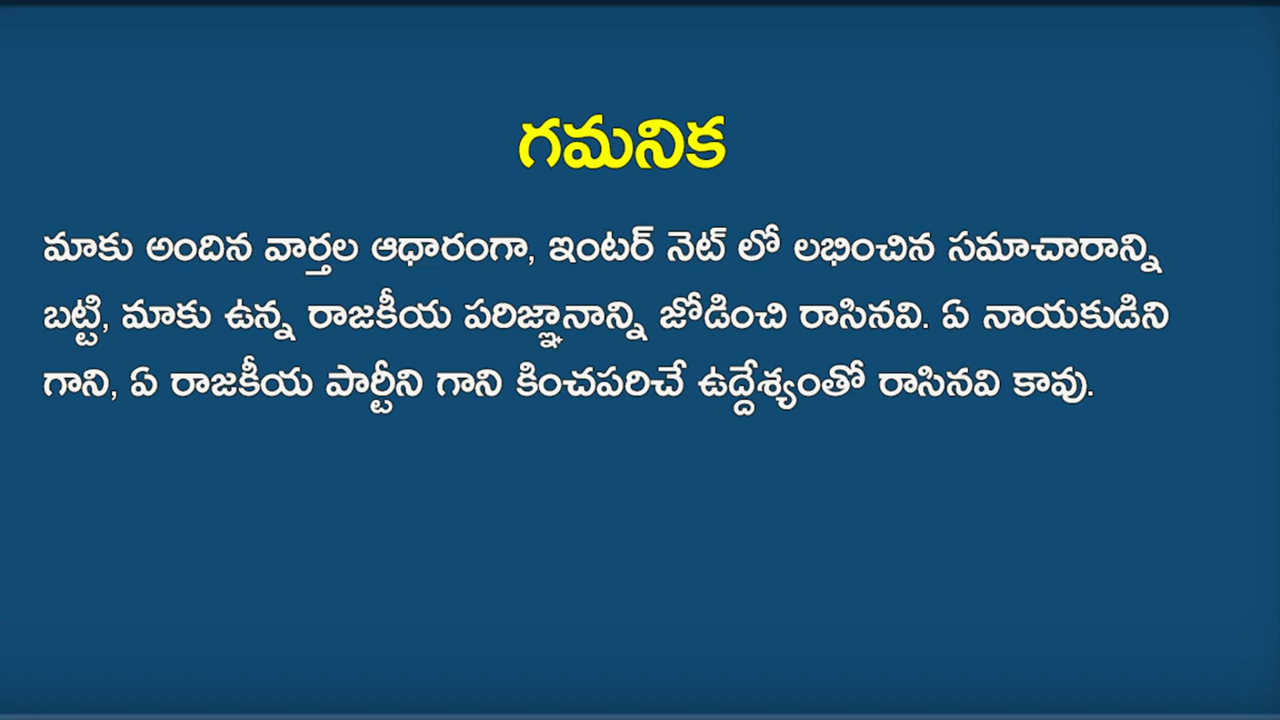 గమనిక
మాకు అందిన వార్తల ఆధారంగా, ఇంటర్ నెట్ లో లభించిన సమాచారాన్ని
బట్టి, మాకు ఉన్న రాజకీయ పరిజ్ఞానాన్ని జోడించి రాసినవి. ఏ నాయకుడిని
గాని, ఏ రాజకీయ పార్టీని గాని కించపరిచే ఉద్దేశ్యంతో రాసినవి కావు.